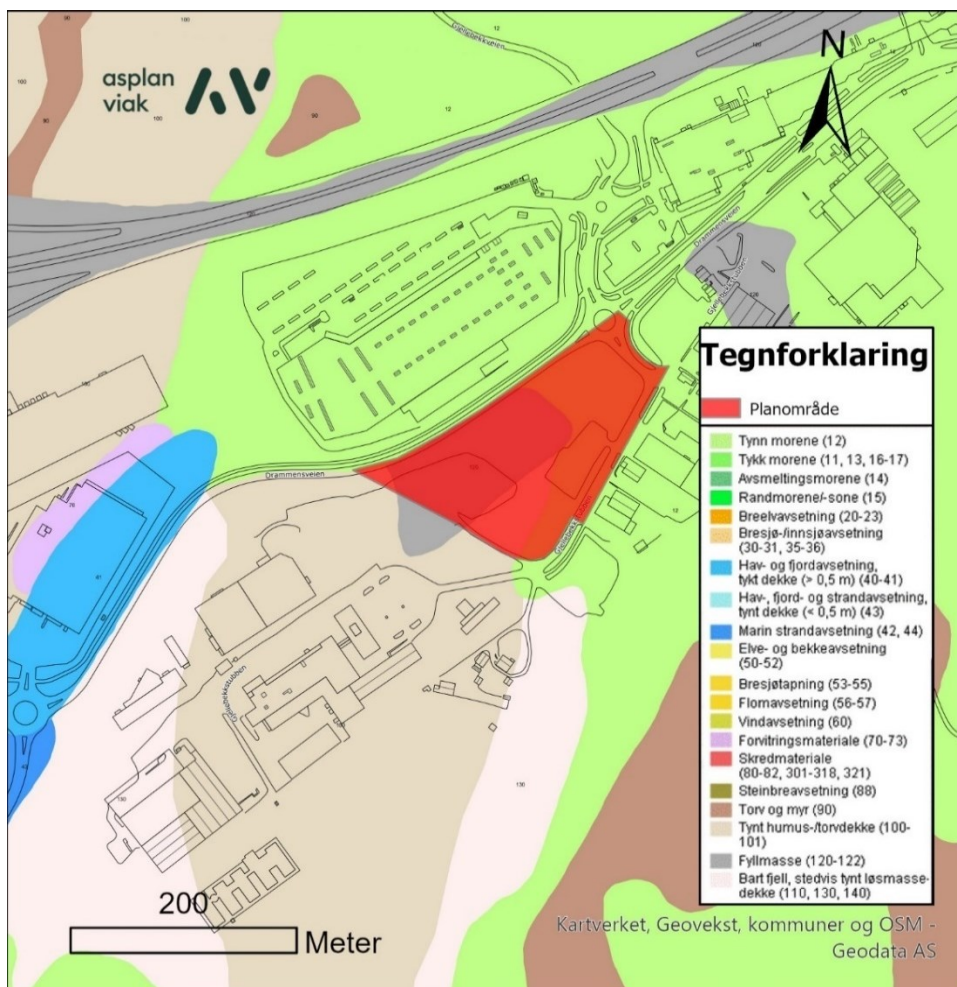 asplan
viak
N
Drammensveien
Drammensveien
Tegnforklaring
Planområde
Tynn morene (12)
Tykk morene (11, 13, 16-17)
Avsmeltingsmorene (14)
Randmorene/-sone (15)
Breelvavsetning (20-23)
Bresjø-/innsjøavsetning
(30-31, 35-36)
Hav- og fjordavsetning,
tykt dekke (> 0,5 m) (40-41)
Hav-, fjord- og strandavsetning,
tynt dekke (< 0,5 m) (43)
Marin strandavsetning (42, 44)
Elve- og bekkeavsetning
(50-52)
Bresjøtapning (53-55)
Flomavsetning (56-57)
Vindavsetning (60)
Forvitringsmateriale (70-73)
Skredmateriale
(80-82, 301-318, 321)
Steinbreavsetning (88)
Torv og myr (90)
Tynt humus-/torvdekke (100-
101)
Fyllmasse (120-122)
Bart fjell, stedvis tynt løsmasse-
dekke (110, 130, 140)
200
Meter
Kartverket, Geovekst, kommuner og OSM -
Geodata AS